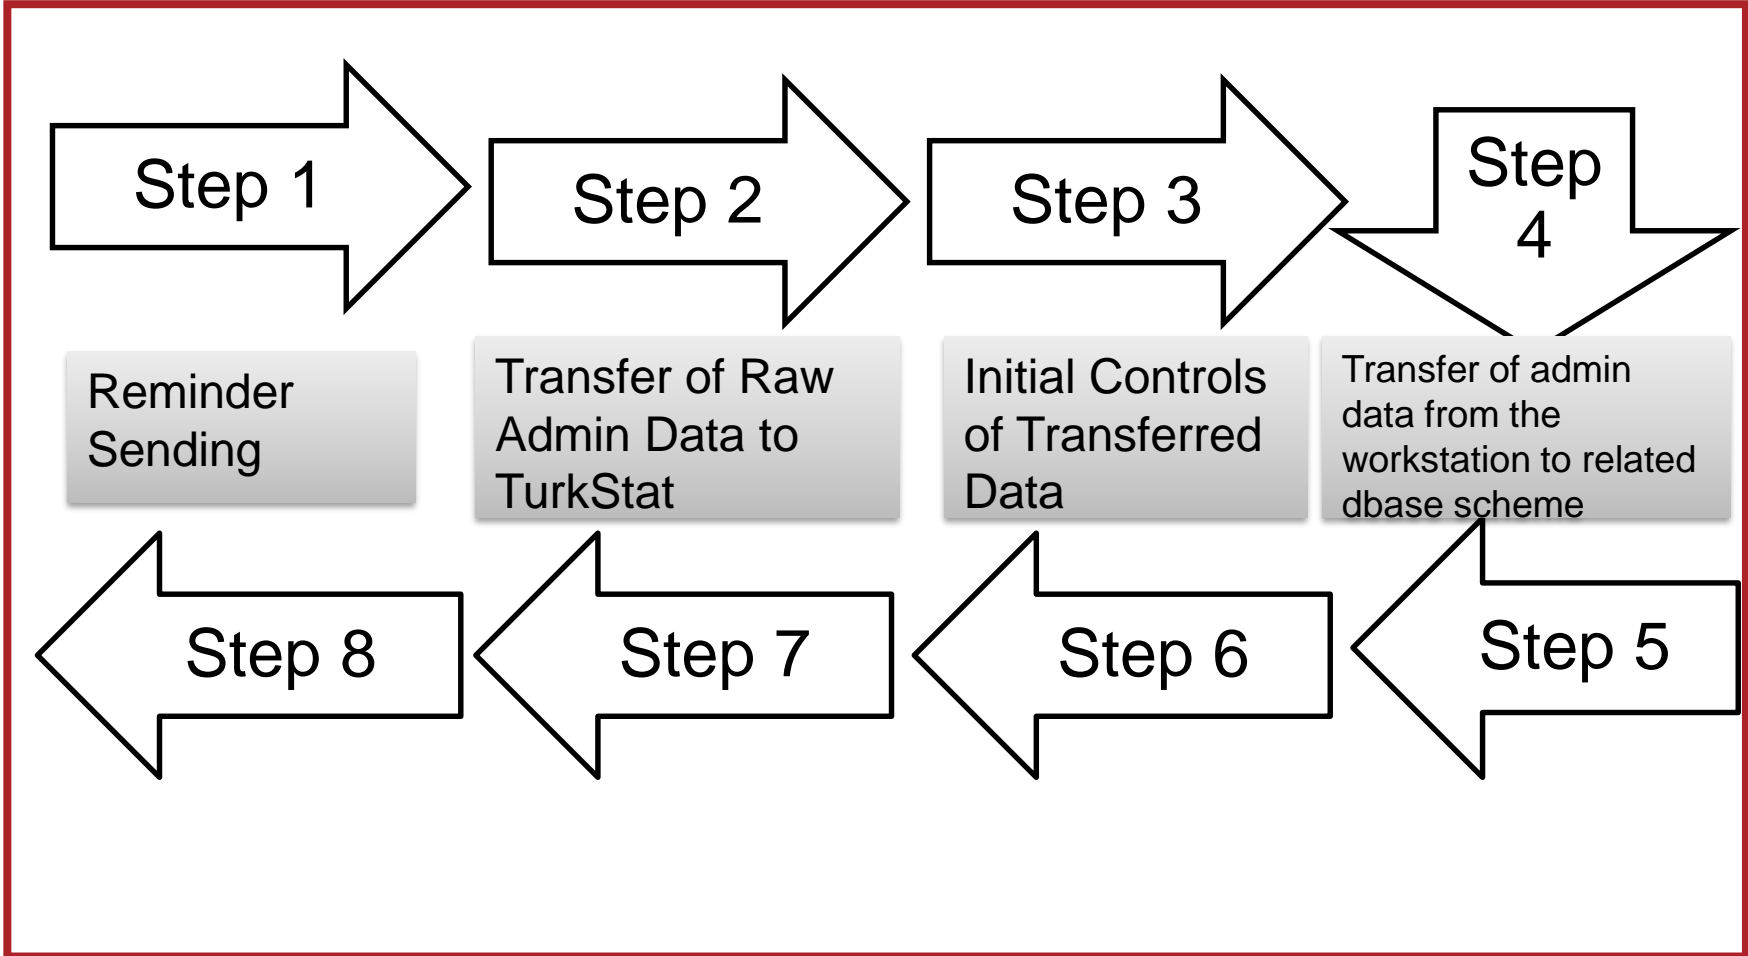 Step 1
Step 2
Step 3
Step
4
Reminder
Sending
Transfer of Raw
Admin Data to
TurkStat
Initial Controls
of Transferred
Data
Transfer of admin
data from the
workstation to related
dbase scheme
Step 8
Step 7
Step 6
Step 5